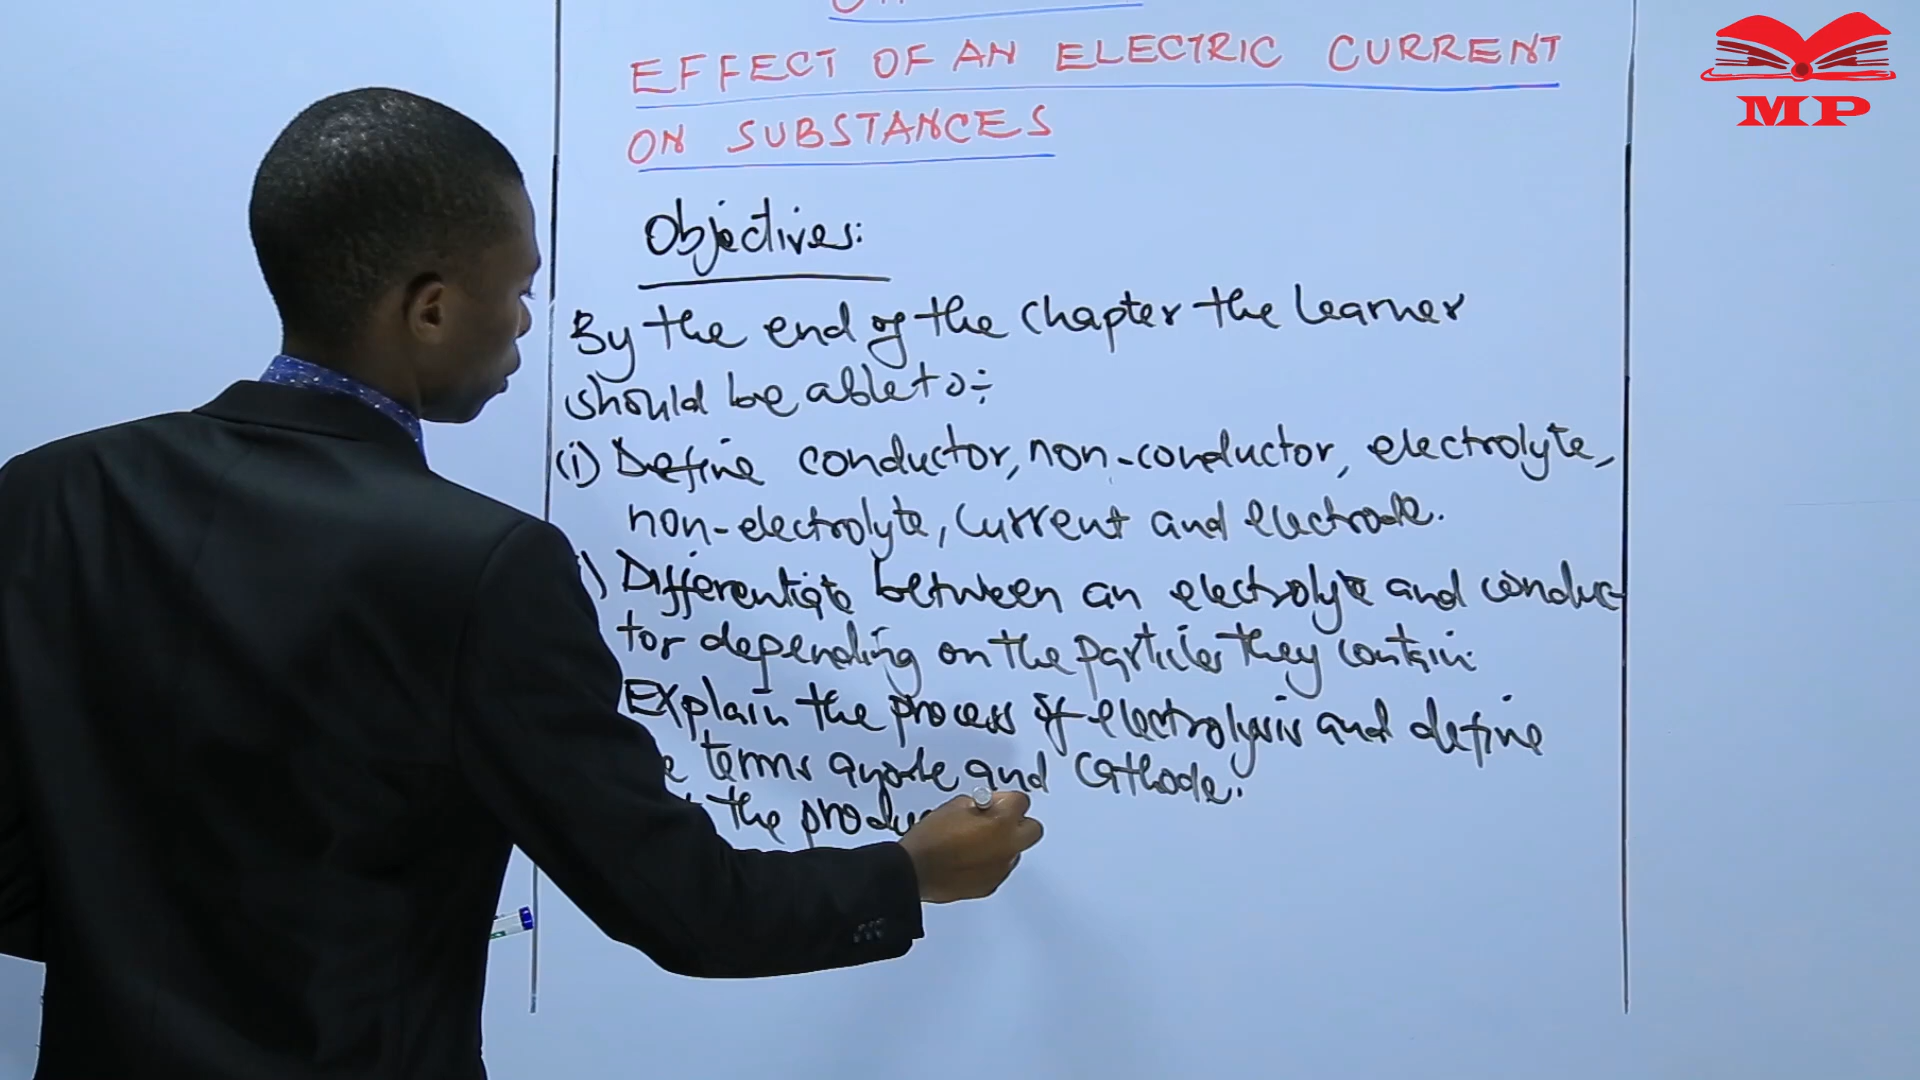 EFFECT OF AN ELECTRIC CURRENT
ON SUBSTANCES
Objectives:
By the end of the chapter the learner
should be able to:-
(i) Define conductor, non-conductor, electrolyte,
non-electrolyte, current and electrode.
) Differentiate between an electrolyte and conduc-
tor depending on the particles they contain.
Explain the process of electrolysis and define
terms anode and cathode.
the
MP